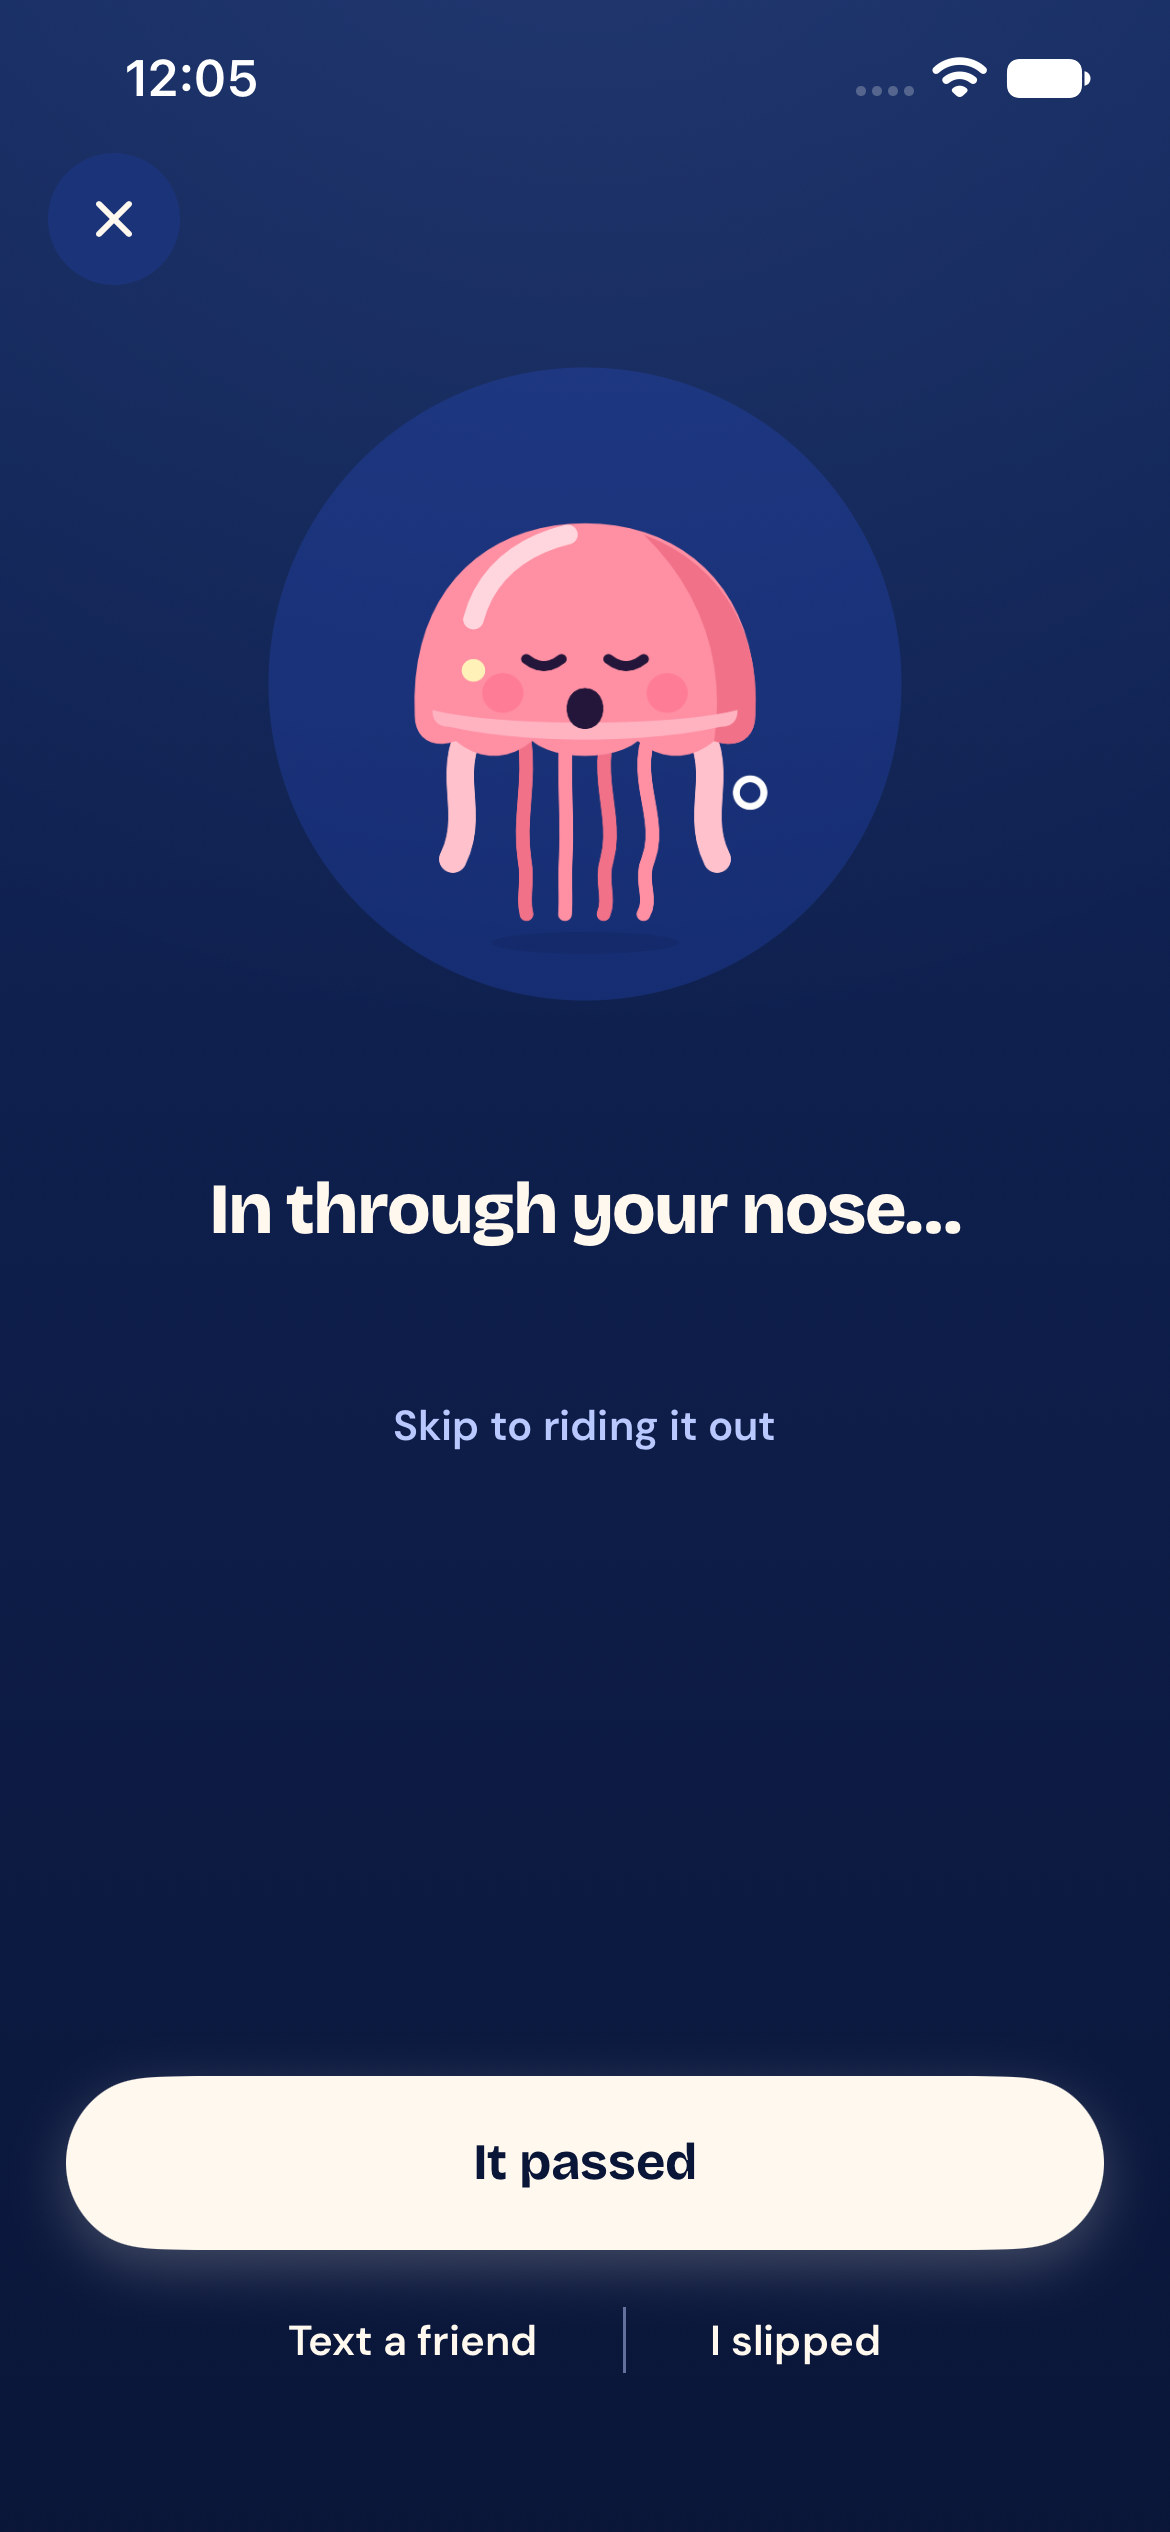 12:05
In through your nose...
Skip to riding it out
It passed
Text a friend
I slipped